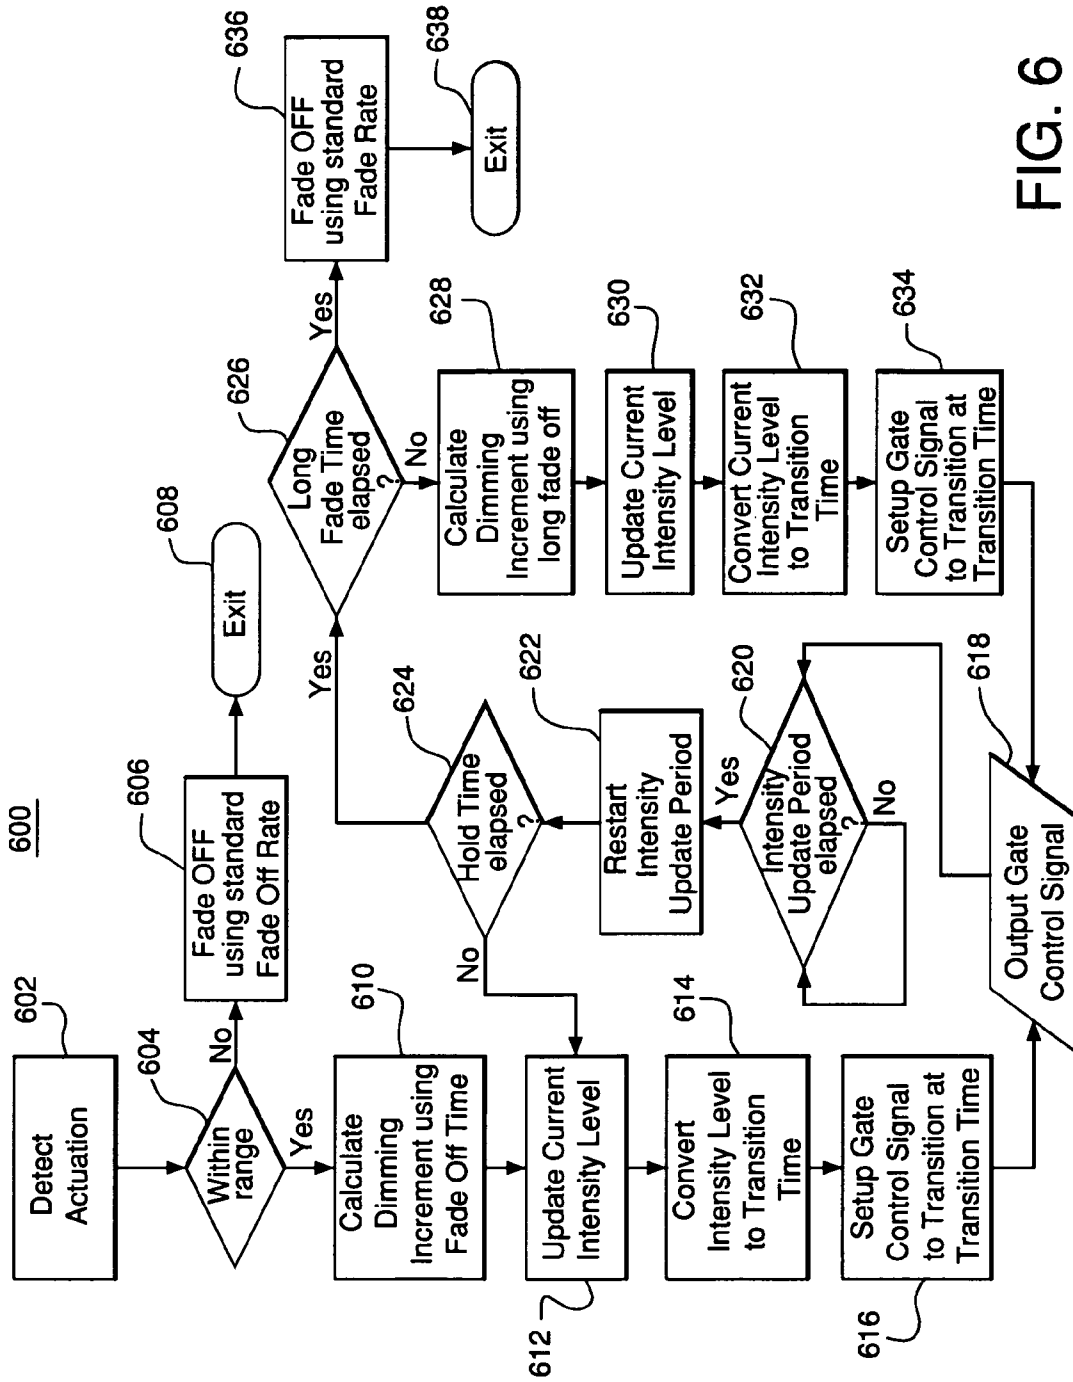 600
602
Detect
Actuation
604
Within
range
No
Yes
606
Fade OFF
using standard
Fade Off Rate
608
Exit
610
Calculate
Dimming
Increment using
Fade Off Time
612
Update Current
Intensity Level
614
Convert
Intensity Level
to Transition
Time
616
Setup Gate
Control Signal
to Transition at
Transition Time
618
Output Gate
Control Signal
620
Intensity
Update Period
elapsed
?
No
Yes
622
Restart
Intensity
Update Period
624
Hold Time
elapsed
?
No
Yes
626
Long
Fade Time
elapsed
?
No
Yes
628
Calculate
Dimming
Increment using
long fade off
630
Update Current
Intensity Level
632
Convert Current
Intensity Level
to Transition
Time
634
Setup Gate
Control Signal
to Transition at
Transition Time
636
Fade OFF
using standard
Fade Rate
638
Exit
FIG. 6